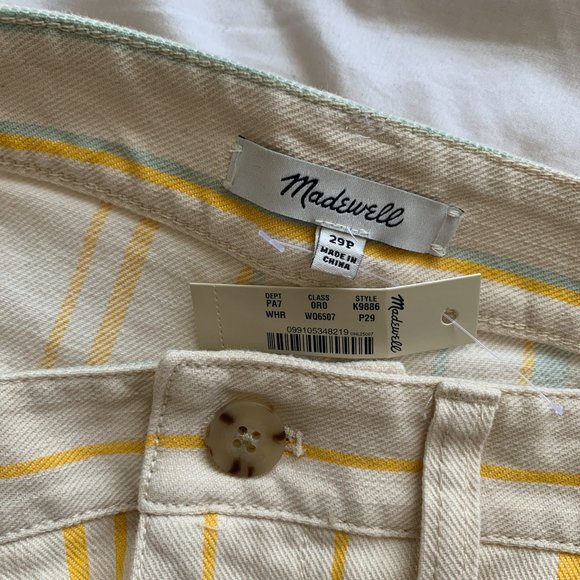 Madewell
29P
MADE IN
CHINA
DEPT CLASS STYLE
PA7 0R0 K9886
WHR WQ6507 P29
099105348219
Madewell